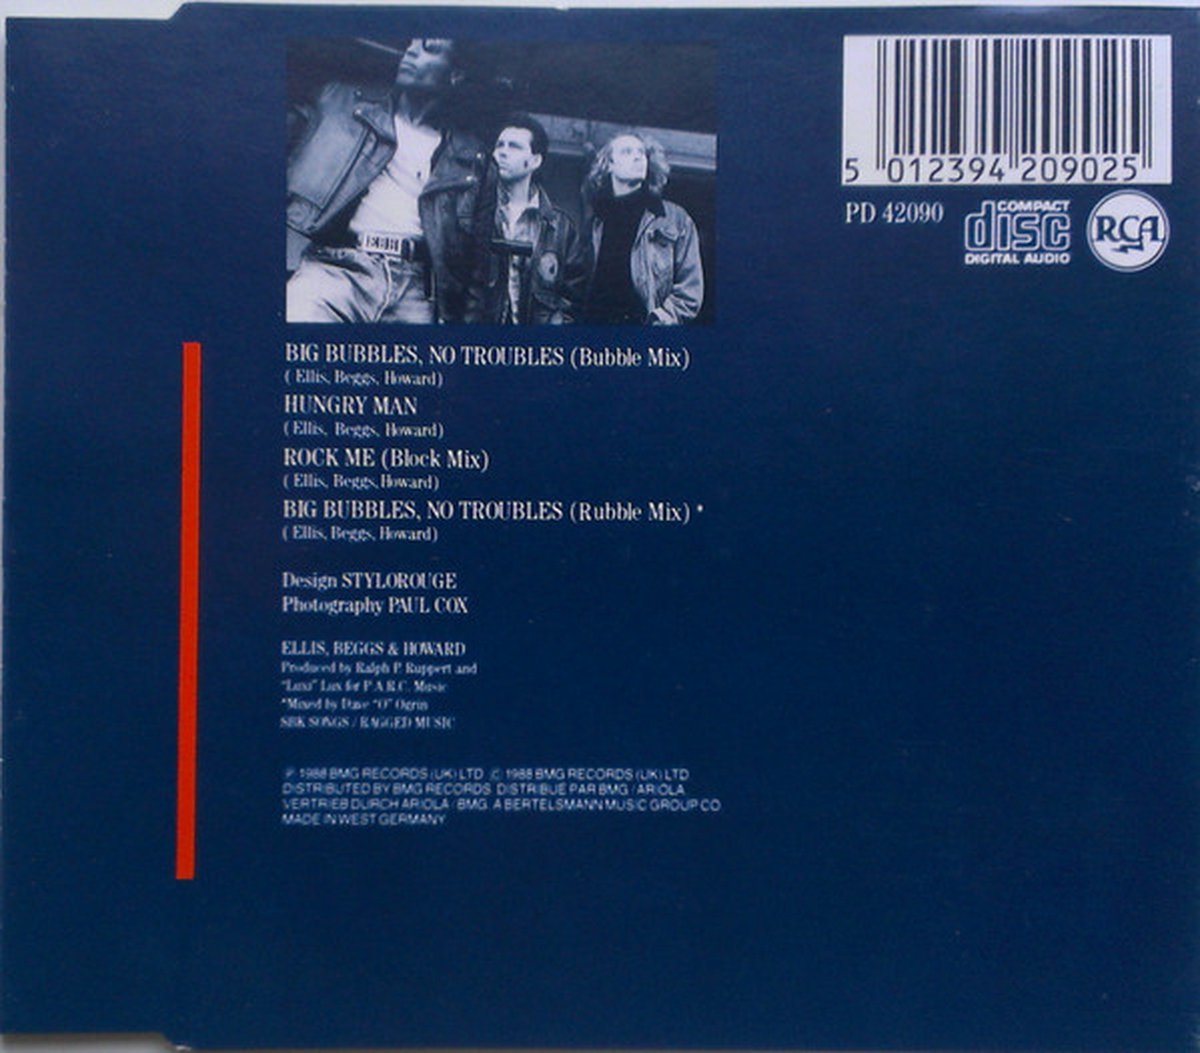 5 012394 209025
PD 42090
COMPACT
disc
DIGITAL AUDIO
RCA
BIG BUBBLES, NO TROUBLES (Bubble Mix)
( Ellis, Beggs, Howard)
HUNGRY MAN
( Ellis, Beggs, Howard)
ROCK ME (Block Mix)
( Ellis, Beggs, Howard)
BIG BUBBLES, NO TROUBLES (Rubble Mix) *
( Ellis, Beggs, Howard)
Design STYLOROUGE
Photography PAUL COX
ELLIS, BEGGS & HOWARD
Produced by Ralph P. Ruppert and
"Luxi" Lux for P.A.R.C. Music
*Mixed by Dave "O" Ogrin
SBK SONGS / RAGGED MUSIC
℗ 1988 BMG RECORDS (UK) LTD © 1988 BMG RECORDS (UK) LTD
DISTRIBUTED BY BMG RECORDS. DISTRIBUE PAR BMG / ARIOLA
VERTRIEB DURCH ARIOLA / BMG. A BERTELSMANN MUSIC GROUP CO
MADE IN WEST GERMANY